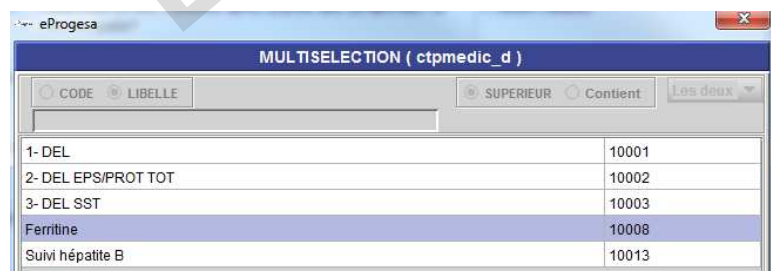 eProgesa
MULTISELECTION ( ctpmedic_d )
CODE LIBELLE SUPERIEUR Contient Les deux
1- DEL 10001
2- DEL EPS/PROT TOT 10002
3- DEL SST 10003
Ferritine 10008
Suivi hépatite B 10013